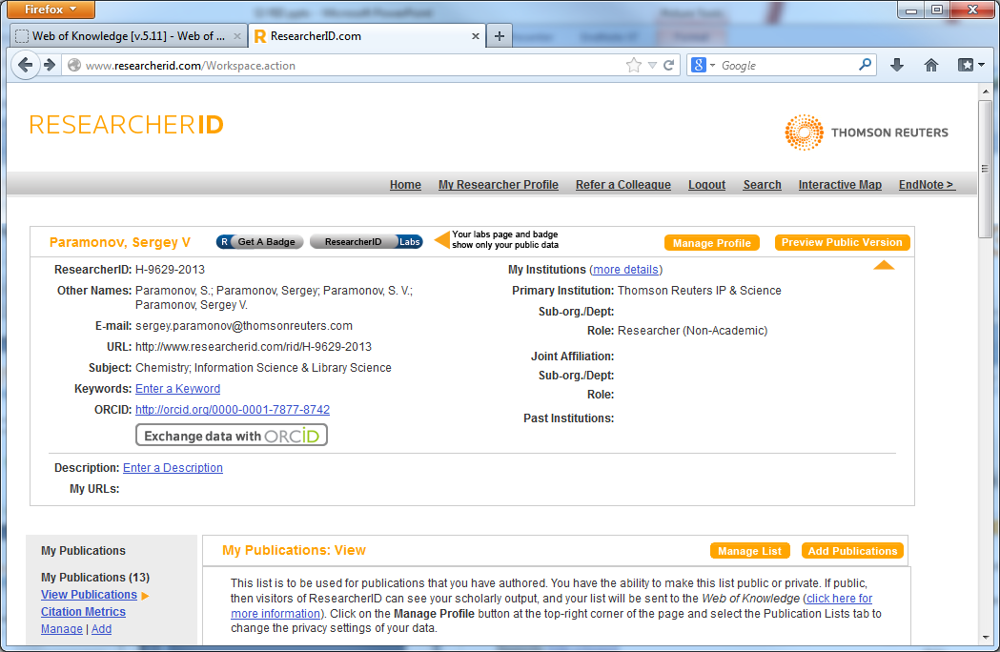 Firefox
Web of Knowledge [v.5.11] - Web of ...
ResearcherID.com
www.researcherid.com/Workspace.action
Google
RESEARCHERID
THOMSON REUTERS
Home My Researcher Profile Refer a Colleague Logout Search Interactive Map EndNote >
Paramonov, Sergey V
R Get A Badge
ResearcherID Labs
Your labs page and badge
show only your public data
Manage Profile
Preview Public Version
ResearcherID: H-9629-2013
Other Names: Paramonov, S.; Paramonov, Sergey; Paramonov, S. V.;
Paramonov, Sergey V.
E-mail: sergey.paramonov@thomsonreuters.com
URL: http://www.researcherid.com/rid/H-9629-2013
Subject: Chemistry; Information Science & Library Science
Keywords: Enter a Keyword
ORCID: http://orcid.org/0000-0001-7877-8742
Exchange data with ORCID
My Institutions (more details)
Primary Institution: Thomson Reuters IP & Science
Sub-org./Dept:
Role: Researcher (Non-Academic)
Joint Affiliation:
Sub-org./Dept:
Role:
Past Institutions:
Description: Enter a Description
My URLs:
My Publications
My Publications (13)
View Publications
Citation Metrics
Manage | Add
My Publications: View
Manage List
Add Publications
This list is to be used for publications that you have authored. You have the ability to make this list public or private. If public,
then visitors of ResearcherID can see your scholarly output, and your list will be sent to the Web of Knowledge (click here for
more information). Click on the Manage Profile button at the top-right corner of the page and select the Publication Lists tab to
change the privacy settings of your data.